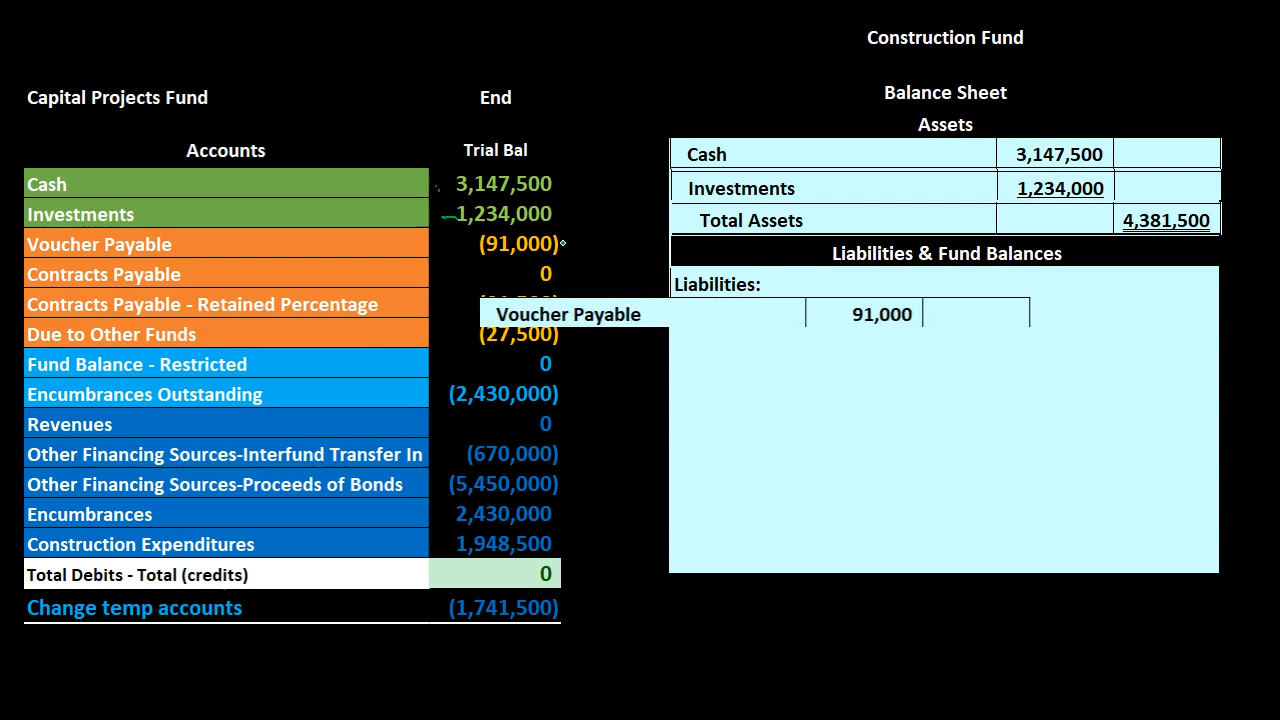 Construction Fund
Capital Projects Fund End
Balance Sheet
Assets
Accounts Trial Bal
Cash 3,147,500
Investments 1,234,000
Voucher Payable (91,000)
Contracts Payable 0
Contracts Payable - Retained Percentage
Due to Other Funds (27,500)
Fund Balance - Restricted 0
Encumbrances Outstanding (2,430,000)
Revenues 0
Other Financing Sources-Interfund Transfer In (670,000)
Other Financing Sources-Proceeds of Bonds (5,450,000)
Encumbrances 2,430,000
Construction Expenditures 1,948,500
Total Debits - Total (credits) 0
Change temp accounts (1,741,500)
Cash 3,147,500
Investments 1,234,000
Total Assets 4,381,500
Liabilities & Fund Balances
Liabilities:
Voucher Payable 91,000